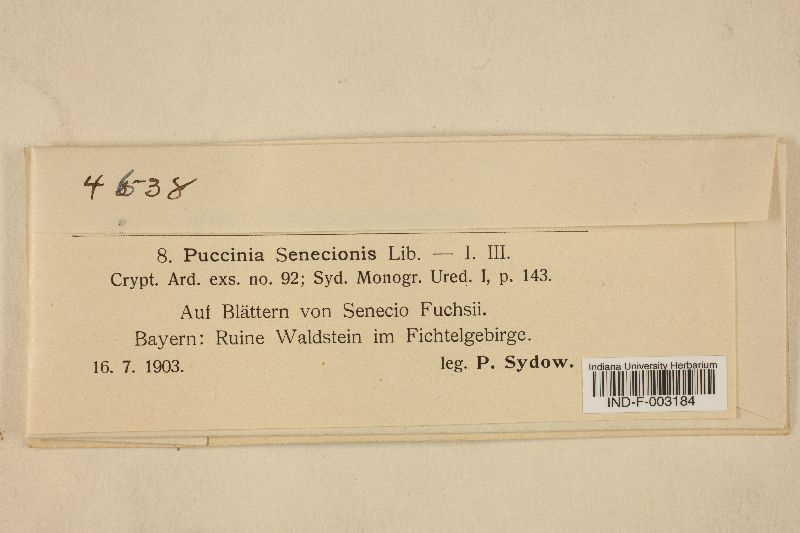 4638
8. Puccinia Senecionis Lib. — I. III.
Crypt. Ard. exs. no. 92; Syd. Monogr. Ured. I, p. 143.
Auf Blättern von Senecio Fuchsii.
Bayern: Ruine Waldstein im Fichtelgebirge.
16. 7. 1903. leg. P. Sydow.
Indiana University Herbarium
IND-F-003184